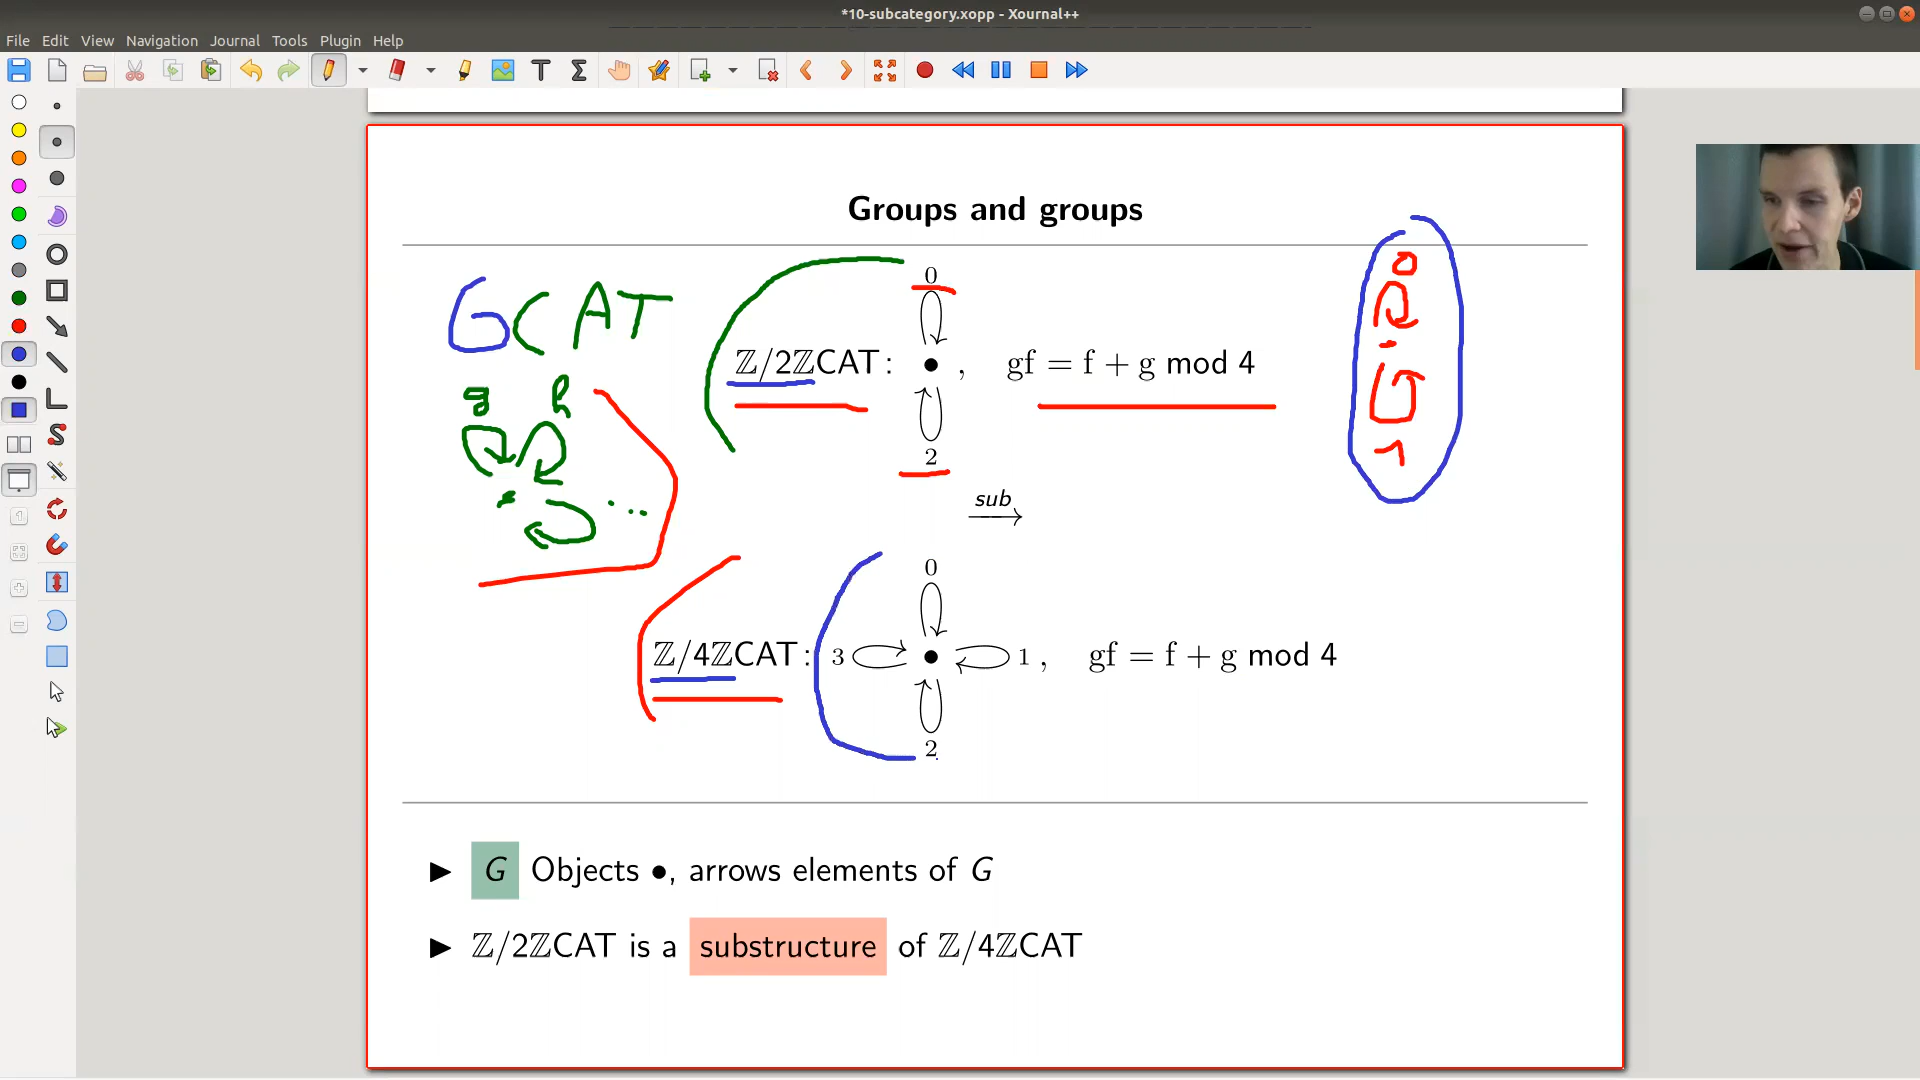 *10-subcategory.xopp - Xournal++
File Edit View Navigation Journal Tools Plugin Help
Groups and groups
GCAT
g h
...
0
ℤ/2ℤCAT: • , gf = f + g mod 4
2
sub
0
ℤ/4ℤCAT: 3 • 1 , gf = f + g mod 4
2
0
1
► G Objects •, arrows elements of G
► ℤ/2ℤCAT is a substructure of ℤ/4ℤCAT